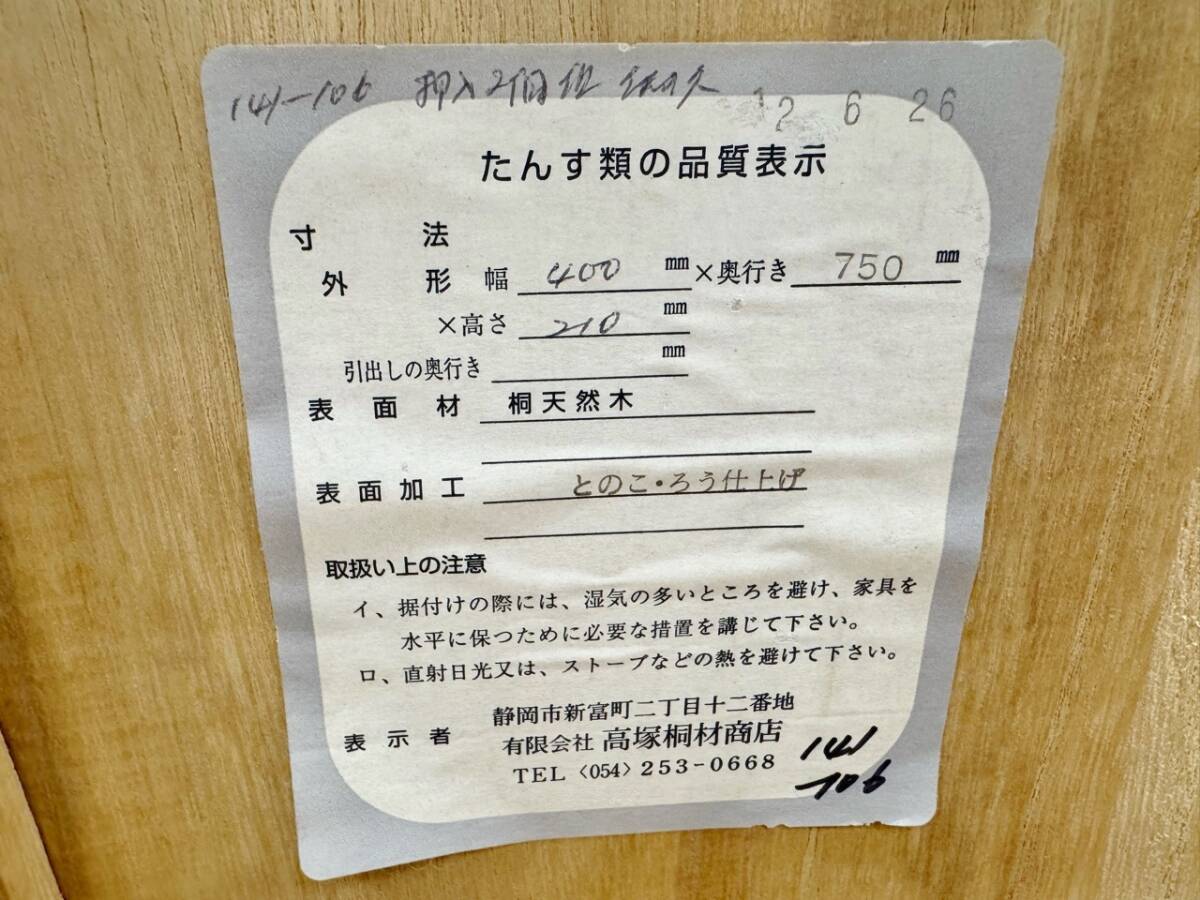 141-106 押入2個組
12 6 26
たんす類の品質表示
寸法
外形 幅 400 mm ×奥行き 750 mm
×高さ 210 mm
引出しの奥行き mm
表面材 桐天然木
表面加工 とのこ・ろう仕上げ
取扱い上の注意
イ、据付けの際には、湿気の多いところを避け、家具を
水平に保つために必要な措置を講じて下さい。
ロ、直射日光又は、ストーブなどの熱を避けて下さい。
静岡市新富町二丁目十二番地
表示者 有限会社 高塚桐材商店
TEL〈054〉253-0668
141
-106